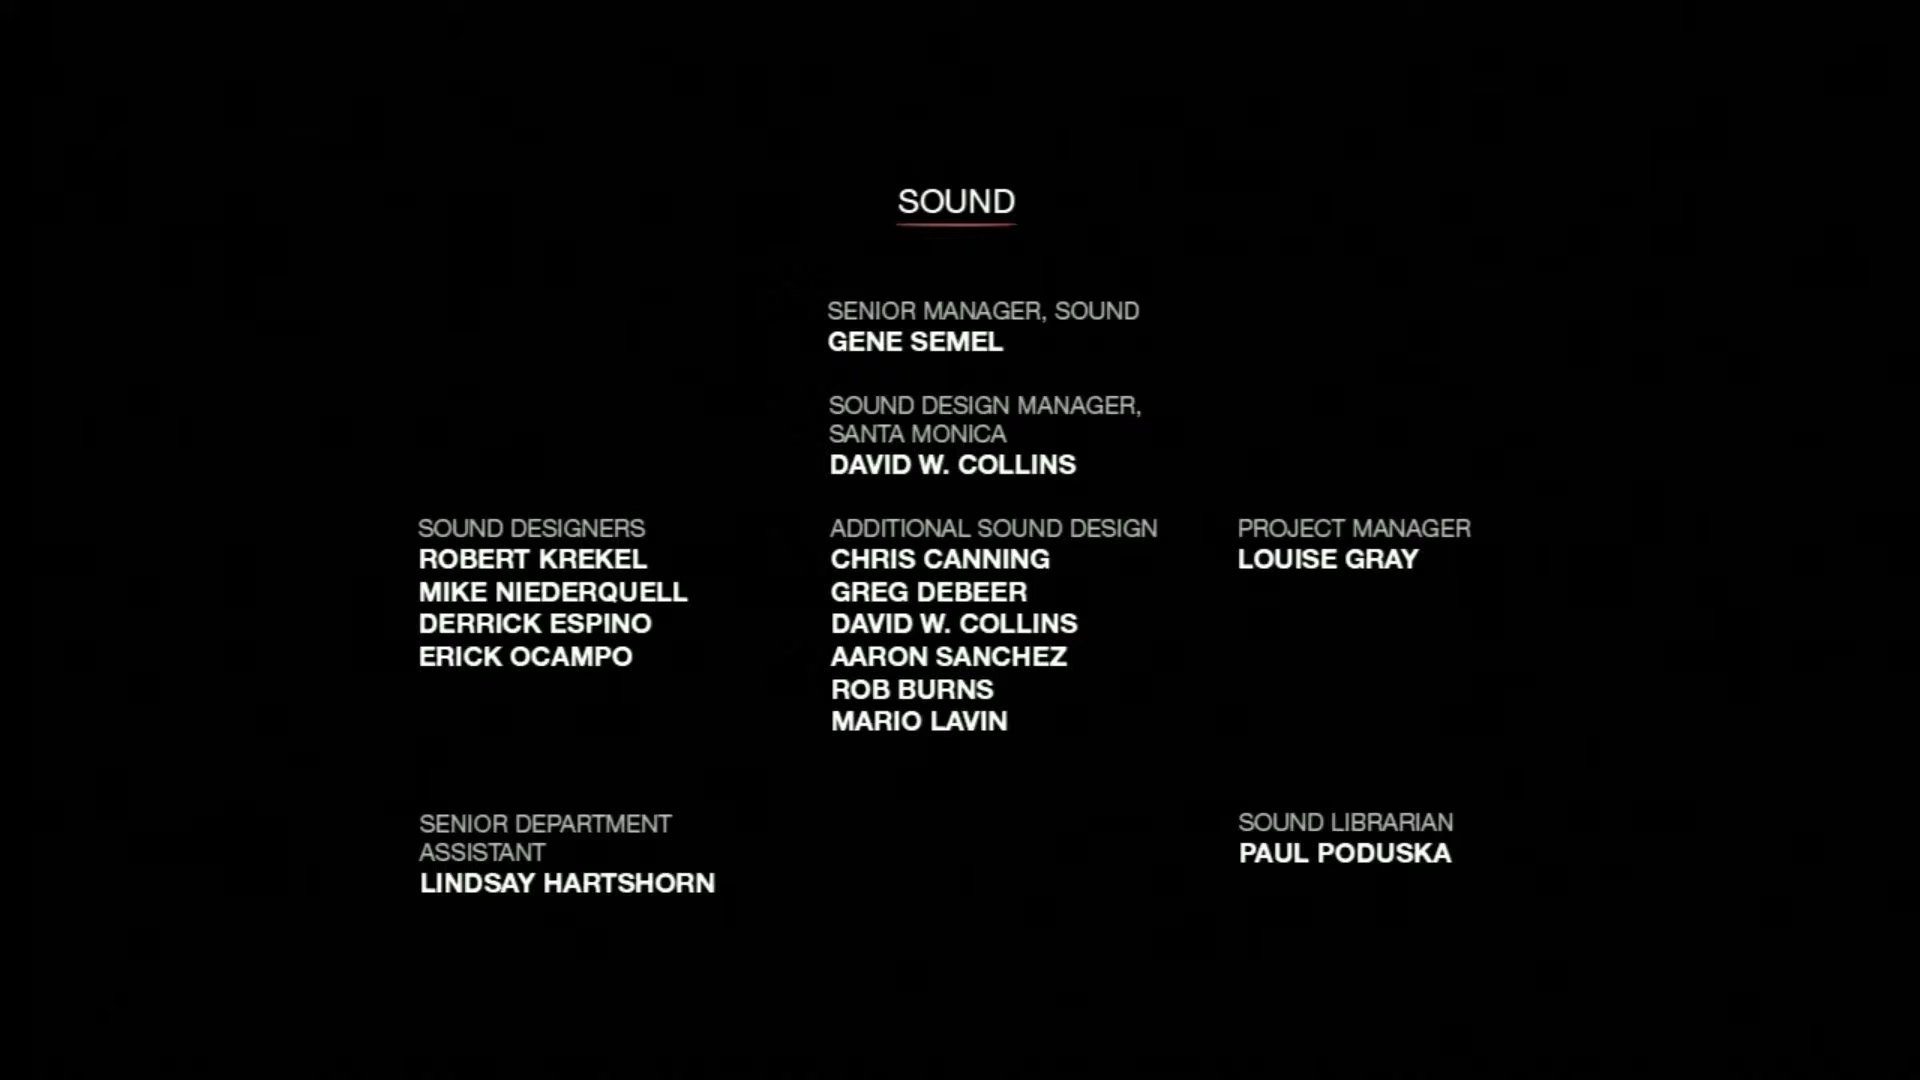 SOUND
SENIOR MANAGER, SOUND
GENE SEMEL
SOUND DESIGN MANAGER,
SANTA MONICA
DAVID W. COLLINS
SOUND DESIGNERS
ROBERT KREKEL
MIKE NIEDERQUELL
DERRICK ESPINO
ERICK OCAMPO
ADDITIONAL SOUND DESIGN
CHRIS CANNING
GREG DEBEER
DAVID W. COLLINS
AARON SANCHEZ
ROB BURNS
MARIO LAVIN
PROJECT MANAGER
LOUISE GRAY
SENIOR DEPARTMENT
ASSISTANT
LINDSAY HARTSHORN
SOUND LIBRARIAN
PAUL PODUSKA